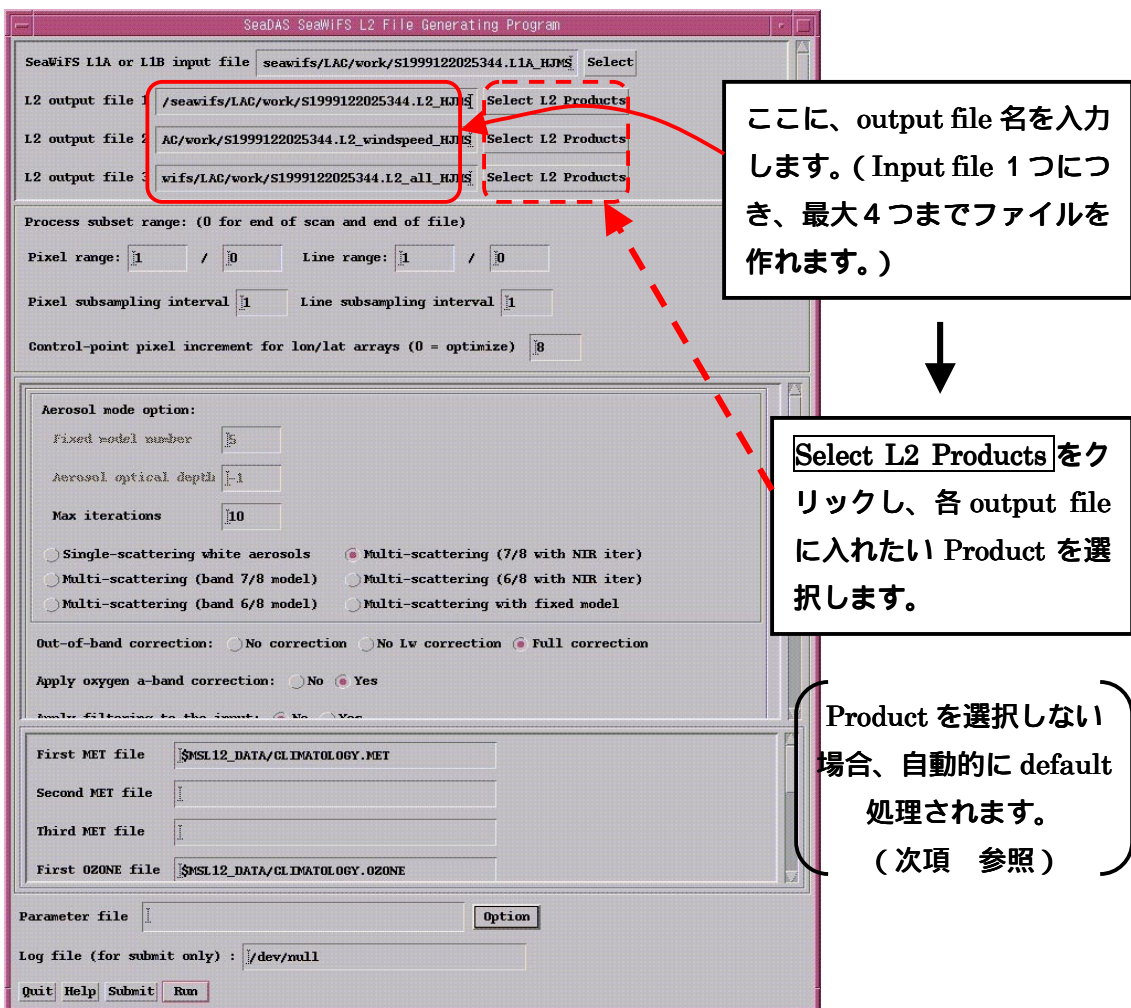 SeaDAS SeaWiFS L2 File Generating Program
SeaWiFS L1A or L1B input file seawifs/LAC/work/S1999122025344.L1A_HJMS Select
L2 output file 1 /seawifs/LAC/work/S1999122025344.L2_HJMS Select L2 Products
L2 output file 2 AC/work/S1999122025344.L2_windspeed_HJMS Select L2 Products
L2 output file 3 wifs/LAC/work/S1999122025344.L2_all_HJMS Select L2 Products
Process subset range: (0 for end of scan and end of file)
Pixel range: 1 / 0 Line range: 1 / 0
Pixel subsampling interval 1 Line subsampling interval 1
Control-point pixel increment for lon/lat arrays (0 = optimize) 8
Aerosol mode option:
Fixed model number 5
Aerosol optical depth -1
Max iterations 10
Single-scattering white aerosols Multi-scattering (7/8 with NIR iter)
Multi-scattering (band 7/8 model) Multi-scattering (6/8 with NIR iter)
Multi-scattering (band 6/8 model) Multi-scattering with fixed model
Out-of-band correction: No correction No Lw correction Full correction
Apply oxygen a-band correction: No Yes
Apply filtering to the input: No Yes
First MET file $MSL12_DATA/CLIMATOLOGY.MET
Second MET file
Third MET file
First OZONE file $MSL12_DATA/CLIMATOLOGY.OZONE
Parameter file Option
Log file (for submit only) : /dev/null
Quit Help Submit Run
ここに、output file 名を入力
します。( Input file 1つにつ
き、最大4つまでファイルを
作れます。)
Select L2 Products をク
リックし、各 output file
に入れたい Product を選
択します。
Product を選択しない
場合、自動的に default
処理されます。
( 次項 参照 )